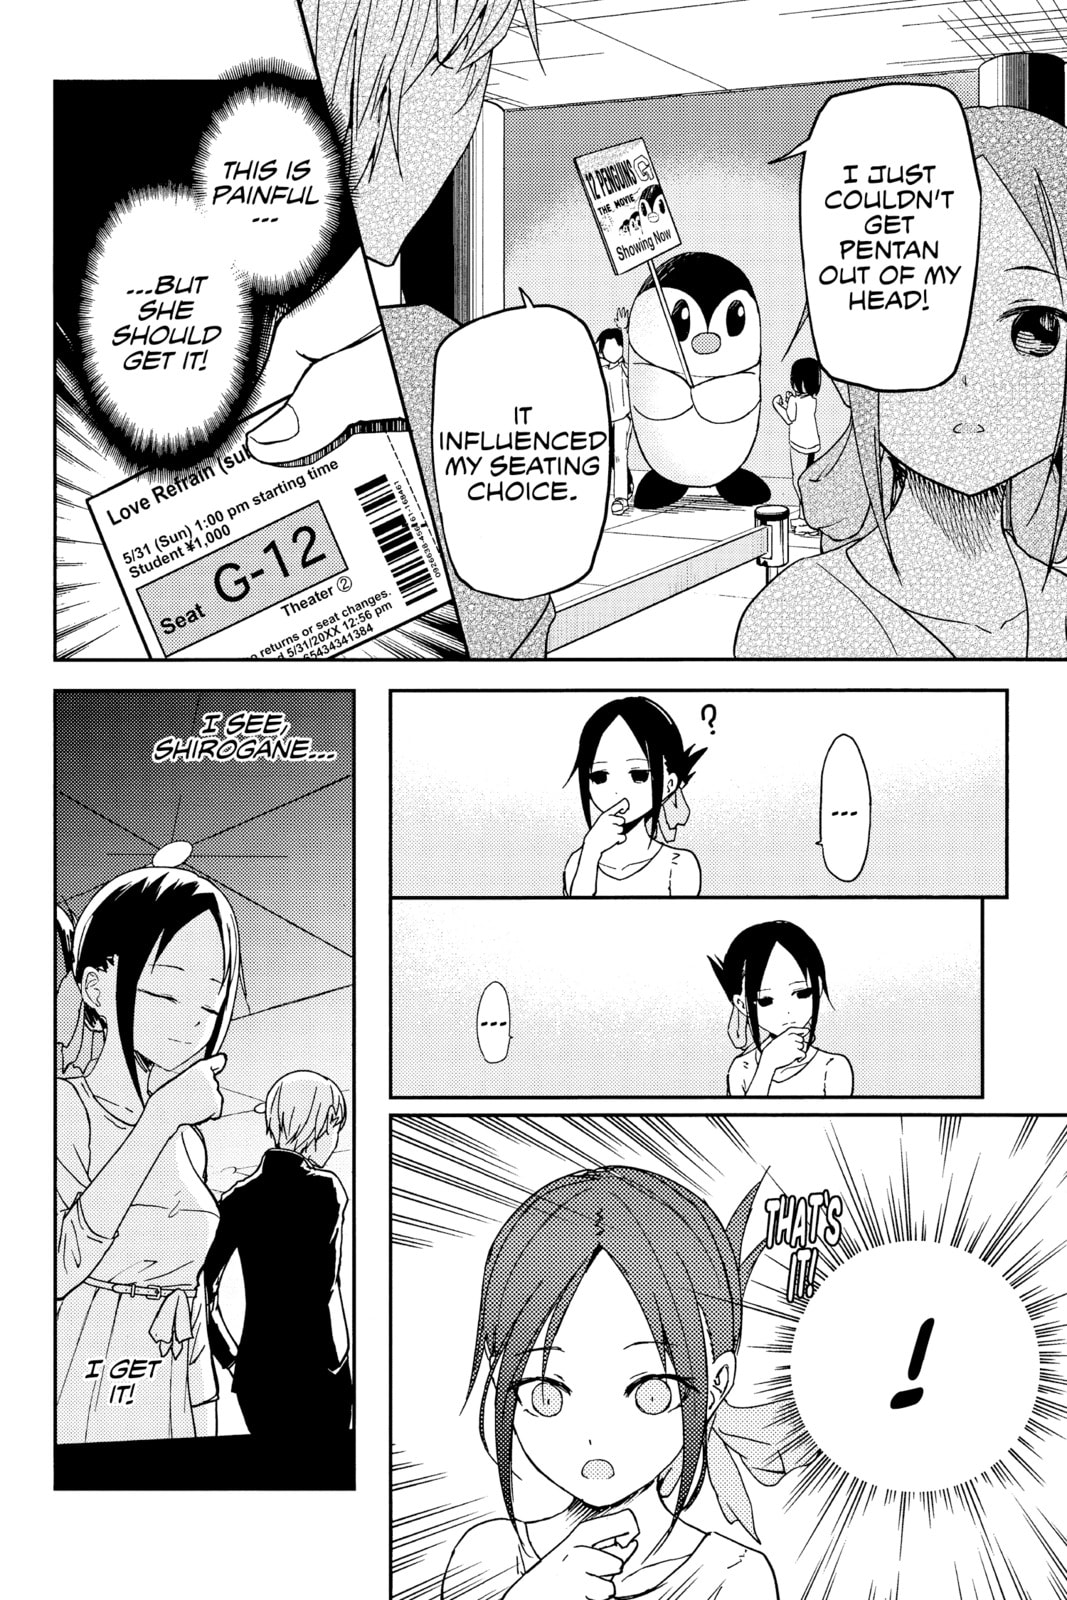 I JUST
COULDN'T
GET
PENTAN
OUT OF MY
HEAD!
12 PENGUINS
THE MOVIE
G
Showing Now
IT
INFLUENCED
MY SEATING
CHOICE.
THIS IS
PAINFUL
...
...BUT
SHE
SHOULD
GET IT!
Love Refrain (sub
5/31 (Sun) 1:00 pm starting time
Student ¥1,000
Seat G-12
Theater ②
returns or seat changes.
5/31/20XX 12:56 pm
65434341384
?
...
...
THAT'S
IT!
!
I SEE,
SHIROGANE...
I GET
IT!